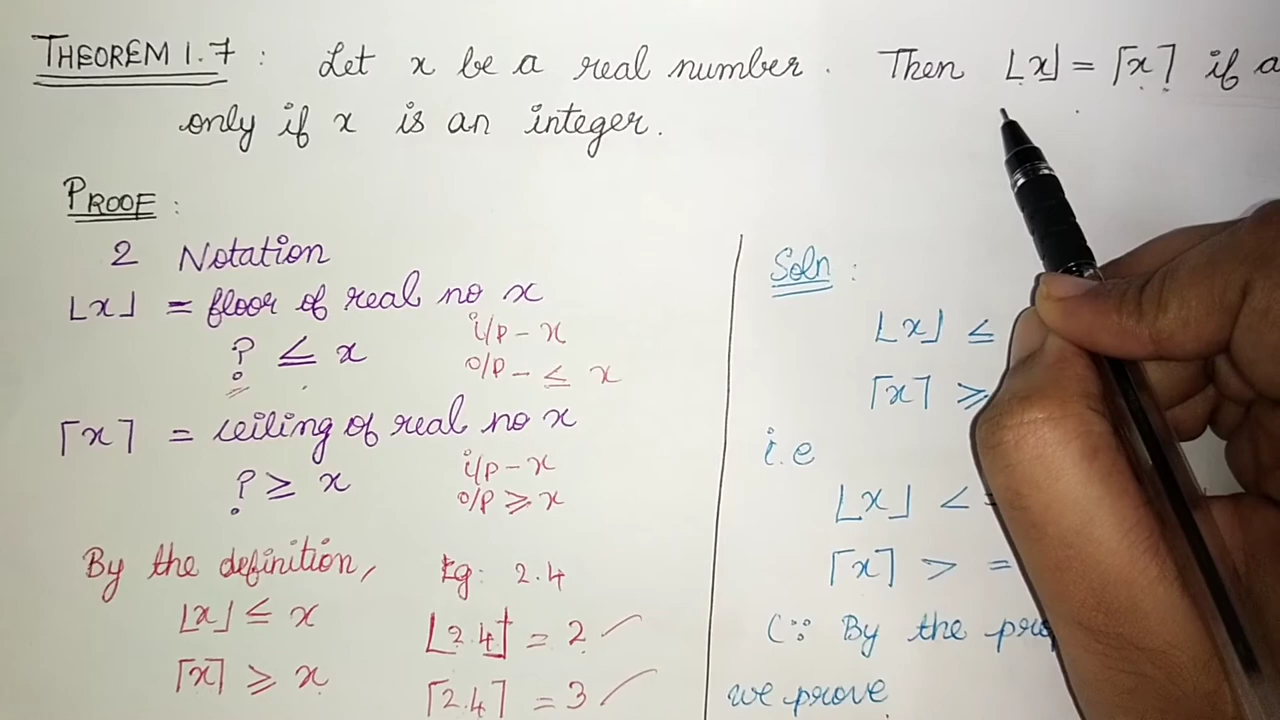 THEOREM 1.7 : Let x be a real number. Then ⌊x⌋ = ⌈x⌉ if a
only if x is an integer.
PROOF :
2 Notation
⌊x⌋ = floor of real no x
? ≤ x
i/p - x
o/p - ≤ x
⌈x⌉ = ceiling of real no x
? ≥ x
i/p - x
o/p ≥ x
By the definition,
⌊x⌋ ≤ x
⌈x⌉ ≥ x
Eg: 2.4
⌊2.4⌋ = 2
⌈2.4⌉ = 3
Soln :
⌊x⌋ ≤
⌈x⌉ ≥
i.e
⌊x⌋ < =
⌈x⌉ > =
(∵ By the
we prove